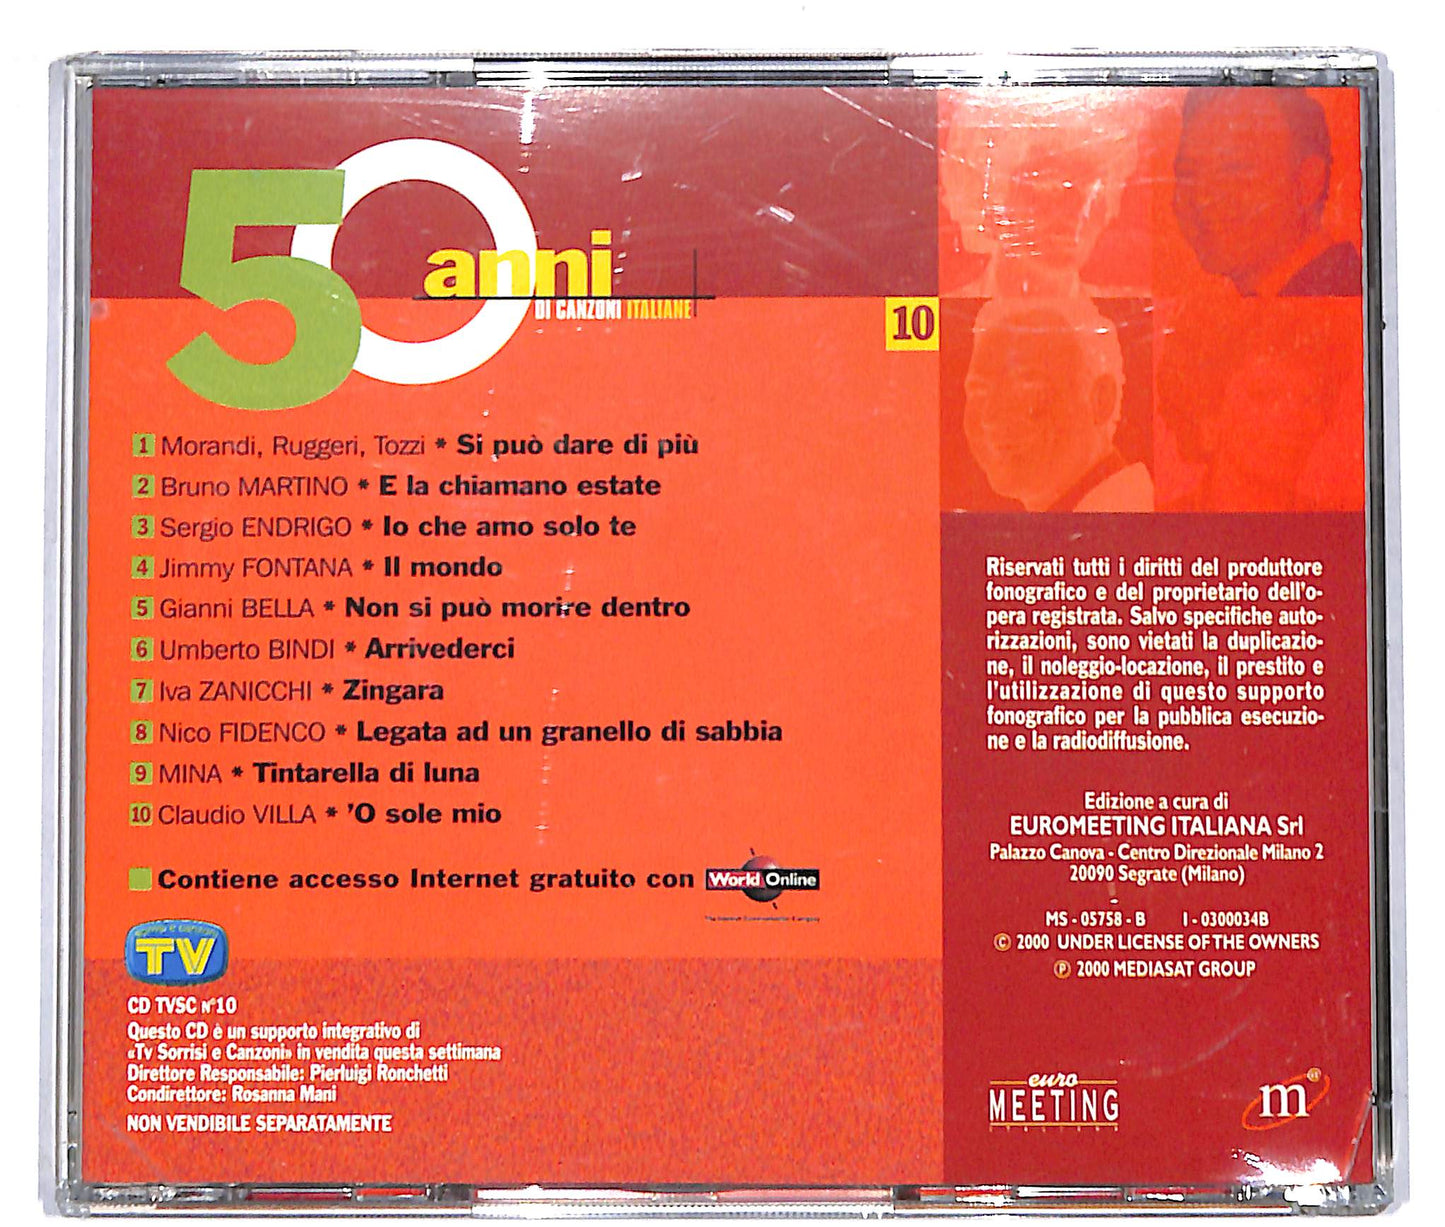 50 anni
DI CANZONI ITALIANE
10
1 Morandi, Ruggeri, Tozzi * Si può dare di più
2 Bruno MARTINO * E la chiamano estate
3 Sergio ENDRIGO * Io che amo solo te
4 Jimmy FONTANA * Il mondo
5 Gianni BELLA * Non si può morire dentro
6 Umberto BINDI * Arrivederci
7 Iva ZANICCHI * Zingara
8 Nico FIDENCO * Legata ad un granello di sabbia
9 MINA * Tintarella di luna
10 Claudio VILLA * 'O sole mio
Contiene accesso Internet gratuito con World Online
TV
CD TVSC n°10
Questo CD è un supporto integrativo di
«Tv Sorrisi e Canzoni» in vendita questa settimana
Direttore Responsabile: Pierluigi Ronchetti
Condirettore: Rosanna Mani
NON VENDIBILE SEPARATAMENTE
Riservati tutti i diritti del produttore
fonografico e del proprietario dell'o-
pera registrata. Salvo specifiche auto-
rizzazioni, sono vietati la duplicazio-
ne, il noleggio-locazione, il prestito e
l'utilizzazione di questo supporto
fonografico per la pubblica esecuzio-
ne e la radiodiffusione.
Edizione a cura di
EUROMEETING ITALIANA Srl
Palazzo Canova - Centro Direzionale Milano 2
20090 Segrate (Milano)
MS - 05758 - B I - 0300034B
© 2000 UNDER LICENSE OF THE OWNERS
℗ 2000 MEDIASAT GROUP
euro
MEETING
ITALIANA
m